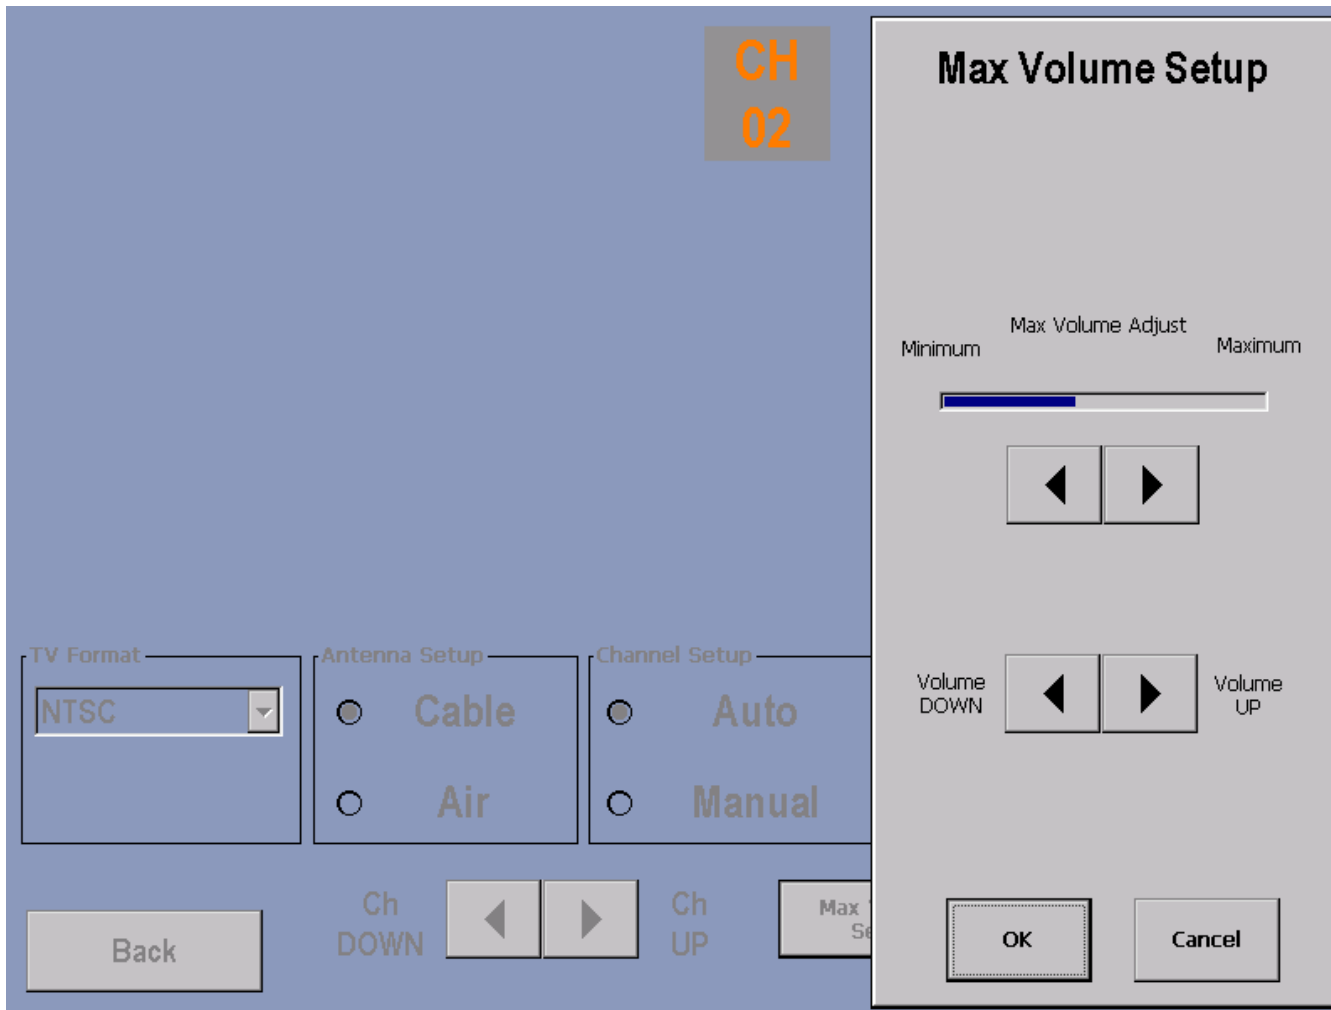 CH
02
Max Volume Setup
Max Volume Adjust
Minimum
Maximum
TV Format
NTSC
Antenna Setup
Cable
Air
Channel Setup
Auto
Manual
Volume
DOWN
Volume
UP
Back
Ch
DOWN
Ch
UP
Max
OK
Cancel